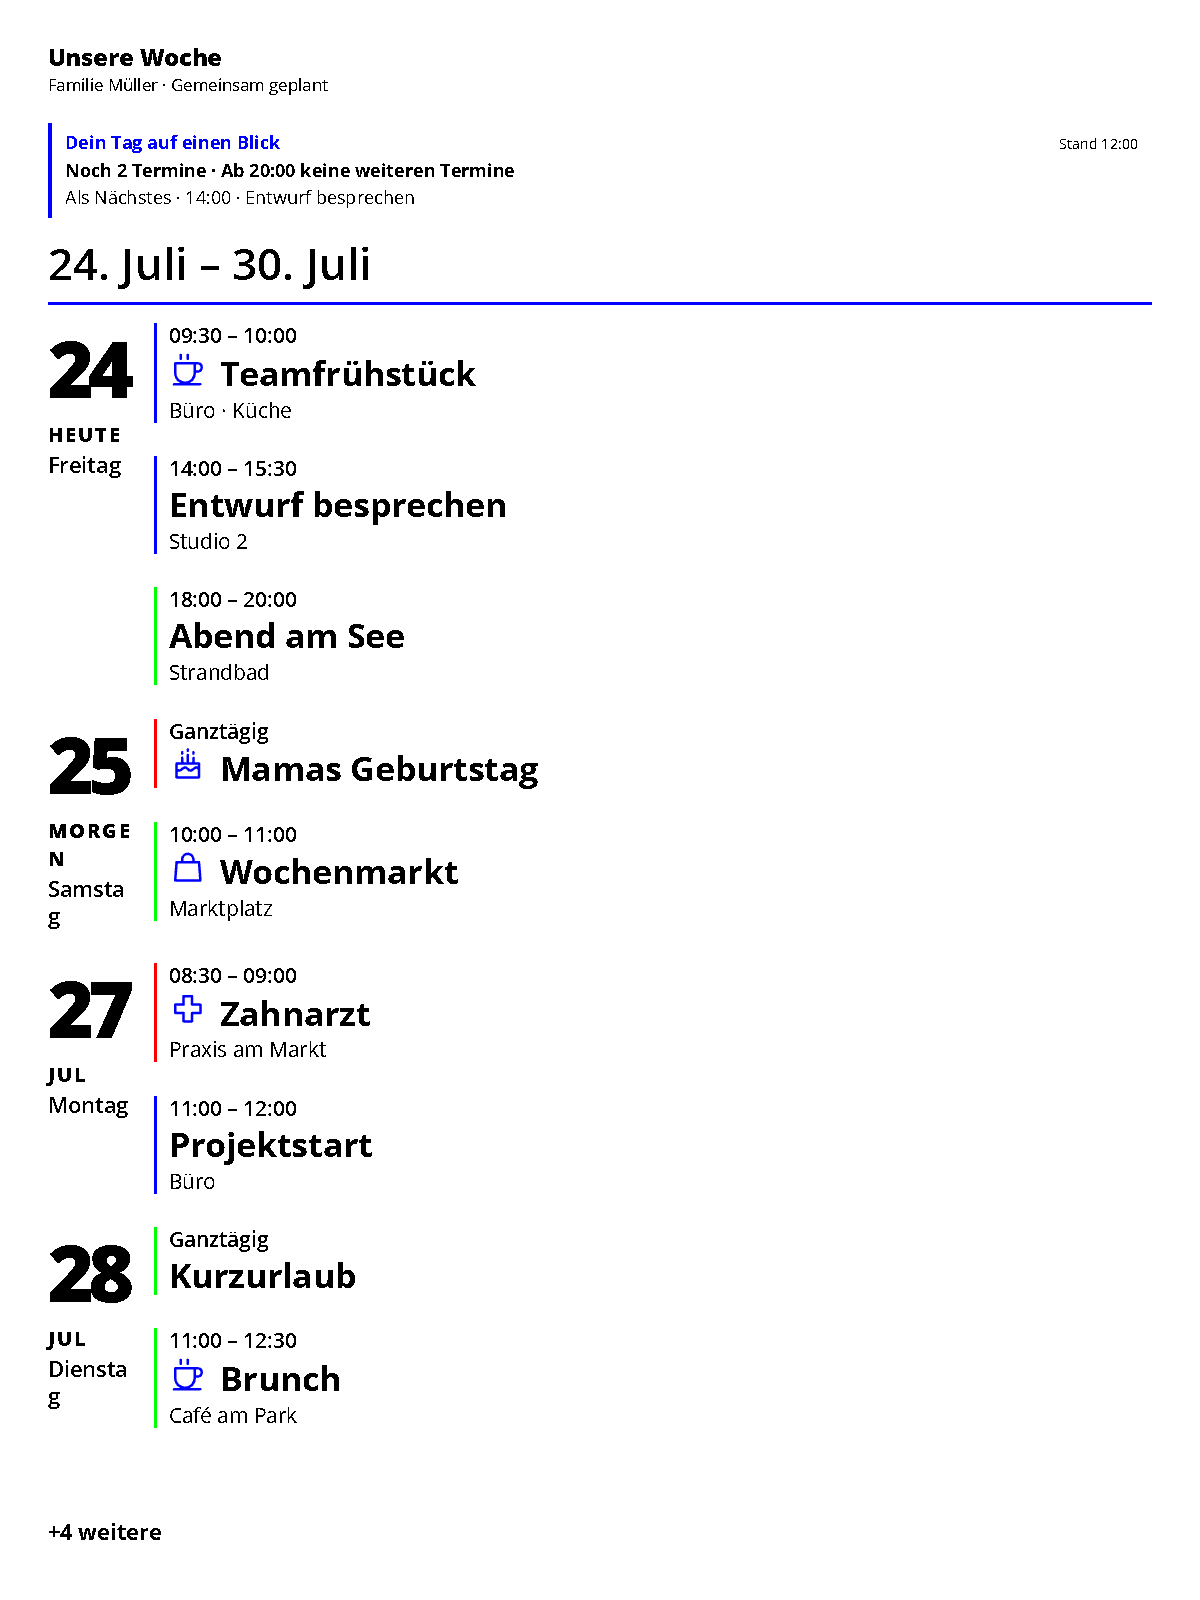 Unsere Woche
Familie Müller · Gemeinsam geplant
Dein Tag auf einen Blick
Stand 12:00
Noch 2 Termine · Ab 20:00 keine weiteren Termine
Als Nächstes · 14:00 · Entwurf besprechen
24. Juli – 30. Juli
24
HEUTE
Freitag
09:30 – 10:00
Teamfrühstück
Büro · Küche
14:00 – 15:30
Entwurf besprechen
Studio 2
18:00 – 20:00
Abend am See
Strandbad
25
MORGE
N
Samsta
g
Ganztägig
Mamas Geburtstag
10:00 – 11:00
Wochenmarkt
Marktplatz
27
JUL
Montag
08:30 – 09:00
Zahnarzt
Praxis am Markt
11:00 – 12:00
Projektstart
Büro
28
JUL
Diensta
g
Ganztägig
Kurzurlaub
11:00 – 12:30
Brunch
Café am Park
+4 weitere